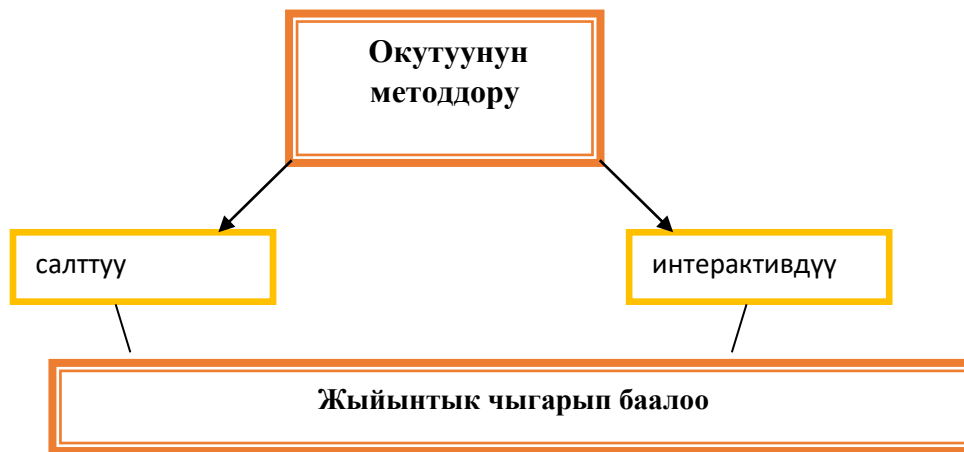 Окутуунун
методдору
салттуу
интерактивдүү
Жыйынтык чыгарып баалоо